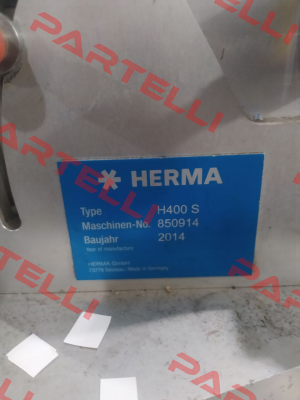 PARTELLI
HERMA
Type H400 S
Maschinen-No. 850914
Baujahr 2014
Year of manufacture
HERMA GmbH
Made in Germany
PARTELLI
PARTELLI